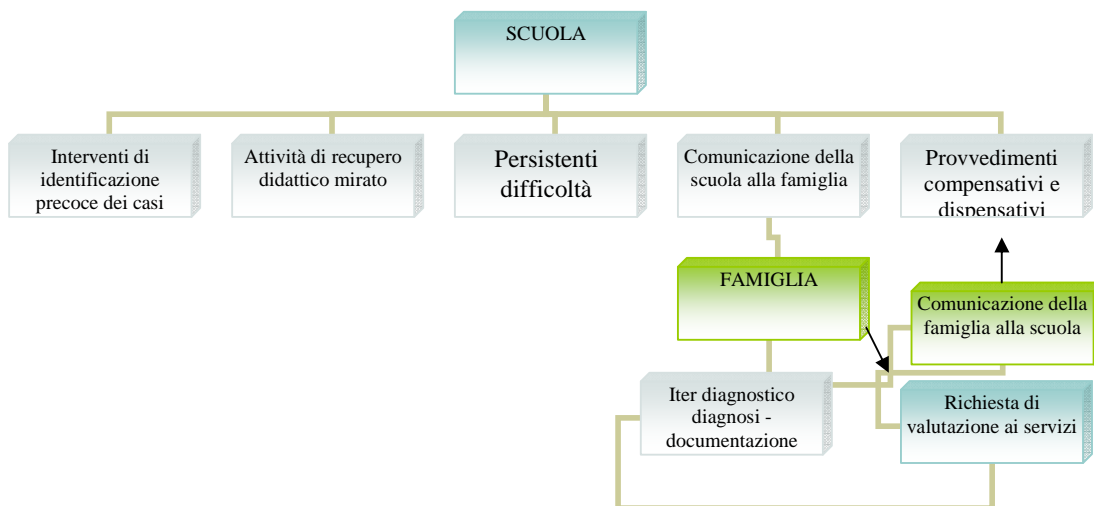 SCUOLA
Interventi di
identificazione
precoce dei casi
Attività di recupero
didattico mirato
Persistenti
difficoltà
Comunicazione della
scuola alla famiglia
Provvedimenti
compensativi e
dispensativi
FAMIGLIA
Comunicazione della
famiglia alla scuola
Iter diagnostico
diagnosi -
documentazione
Richiesta di
valutazione ai servizi